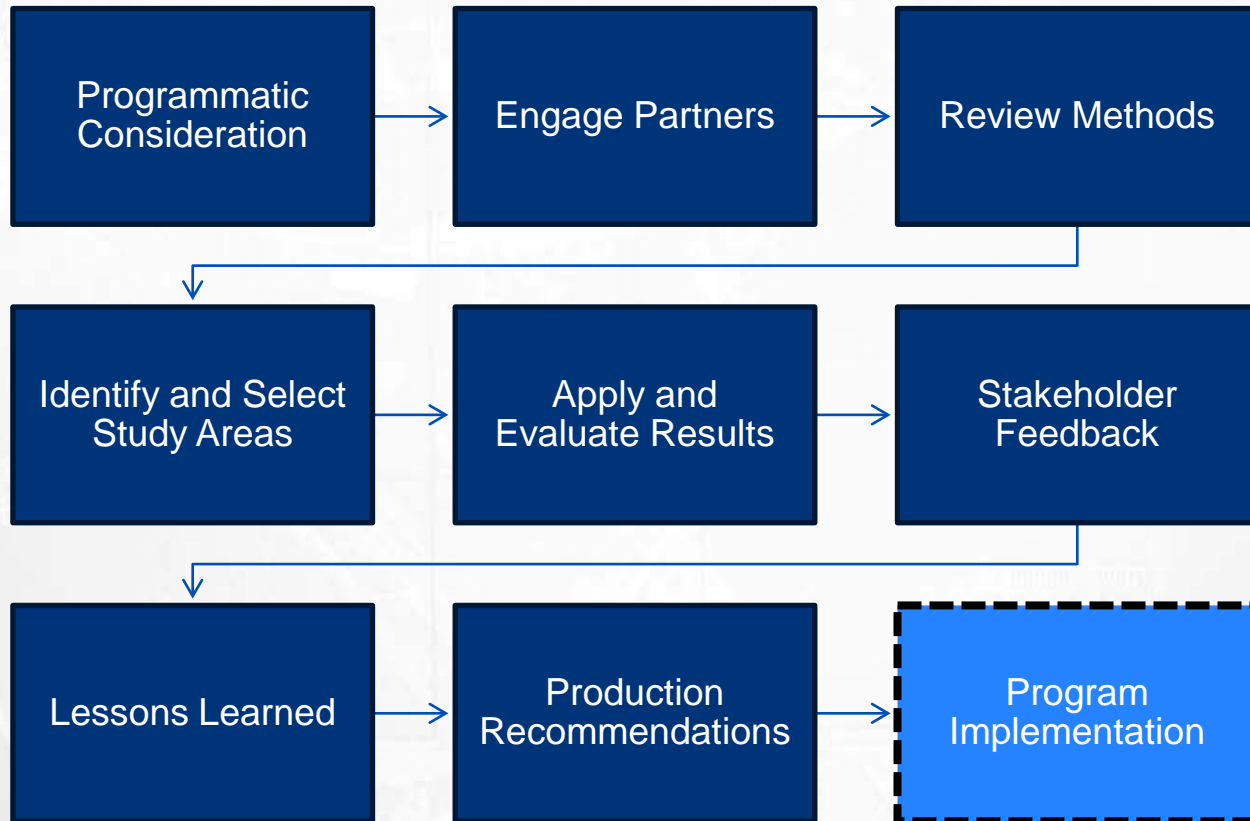 Programmatic
Consideration
Engage Partners
Review Methods
Identify and Select
Study Areas
Apply and
Evaluate Results
Stakeholder
Feedback
Lessons Learned
Production
Recommendations
Program
Implementation